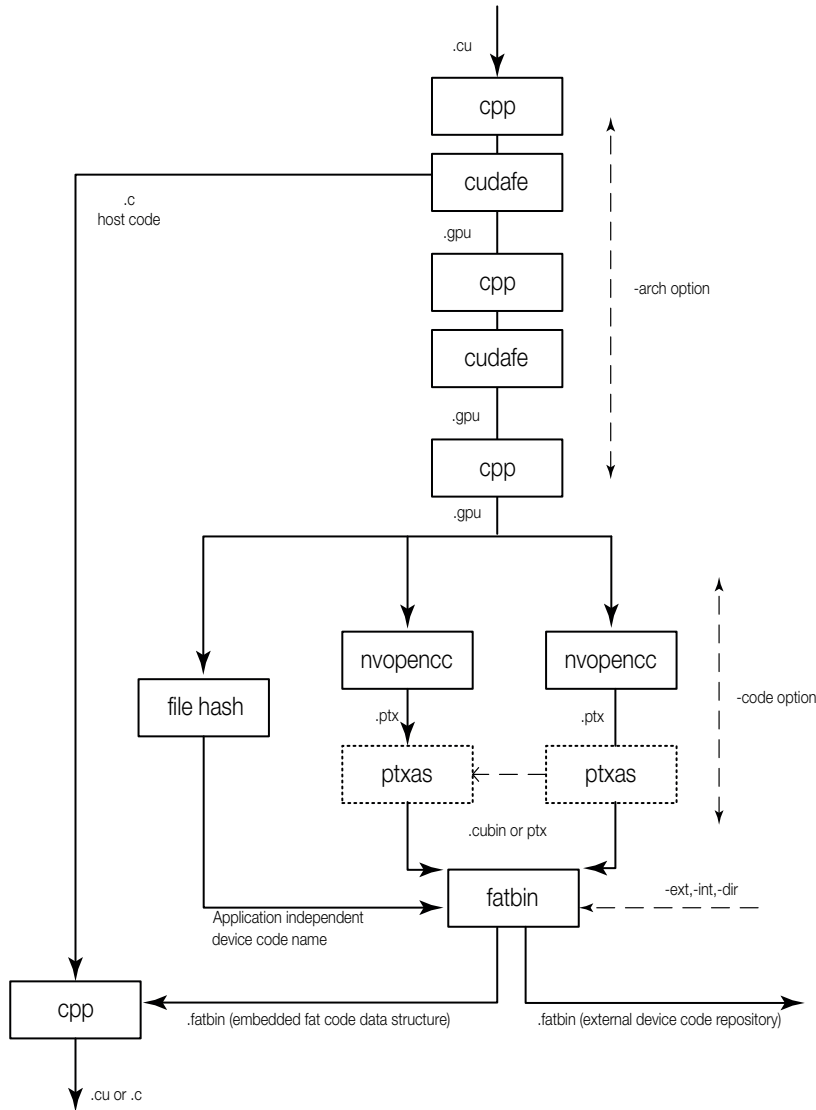 .cu
cpp
cudafe
.c
host code
.gpu
cpp
-arch option
cudafe
.gpu
cpp
.gpu
nvopencc
nvopencc
file hash
-code option
.ptx
.ptx
ptxas
ptxas
.cubin or ptx
fatbin
-ext,-int,-dir
Application independent
device code name
cpp
.fatbin (embedded fat code data structure)
.fatbin (external device code repository)
.cu or .c